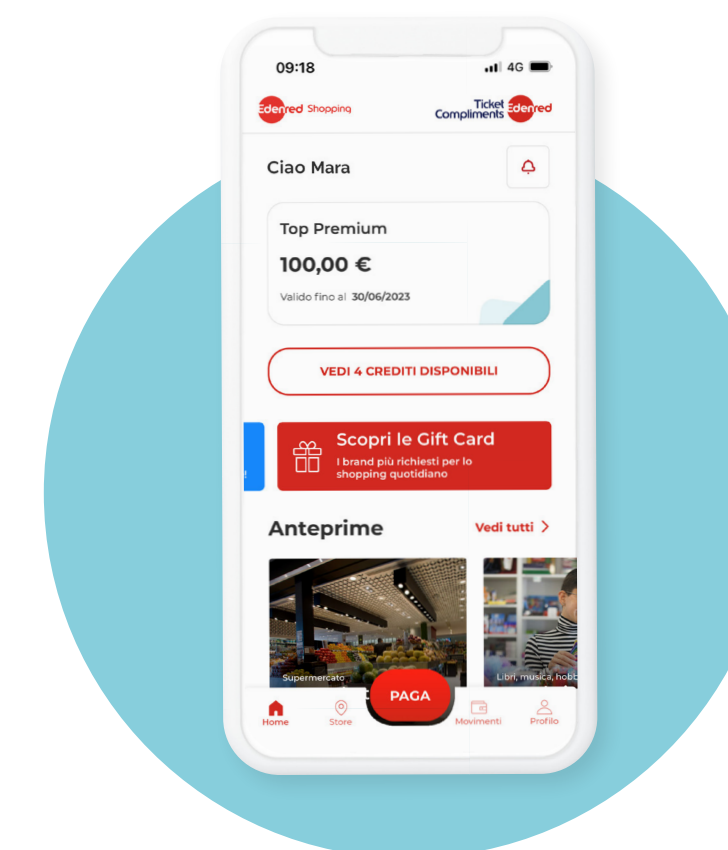 09:18
4G
Edenred Shopping
Ticket
Compliments Edenred
Ciao Mara
Top Premium
100,00 €
Valido fino al 30/06/2023
VEDI 4 CREDITI DISPONIBILI
!
Scopri le Gift Card
I brand più richiesti per lo
shopping quotidiano
Anteprime
Vedi tutti
Supermercato
Libri, musica, hobb
PAGA
Home
Store
Movimenti
Profilo